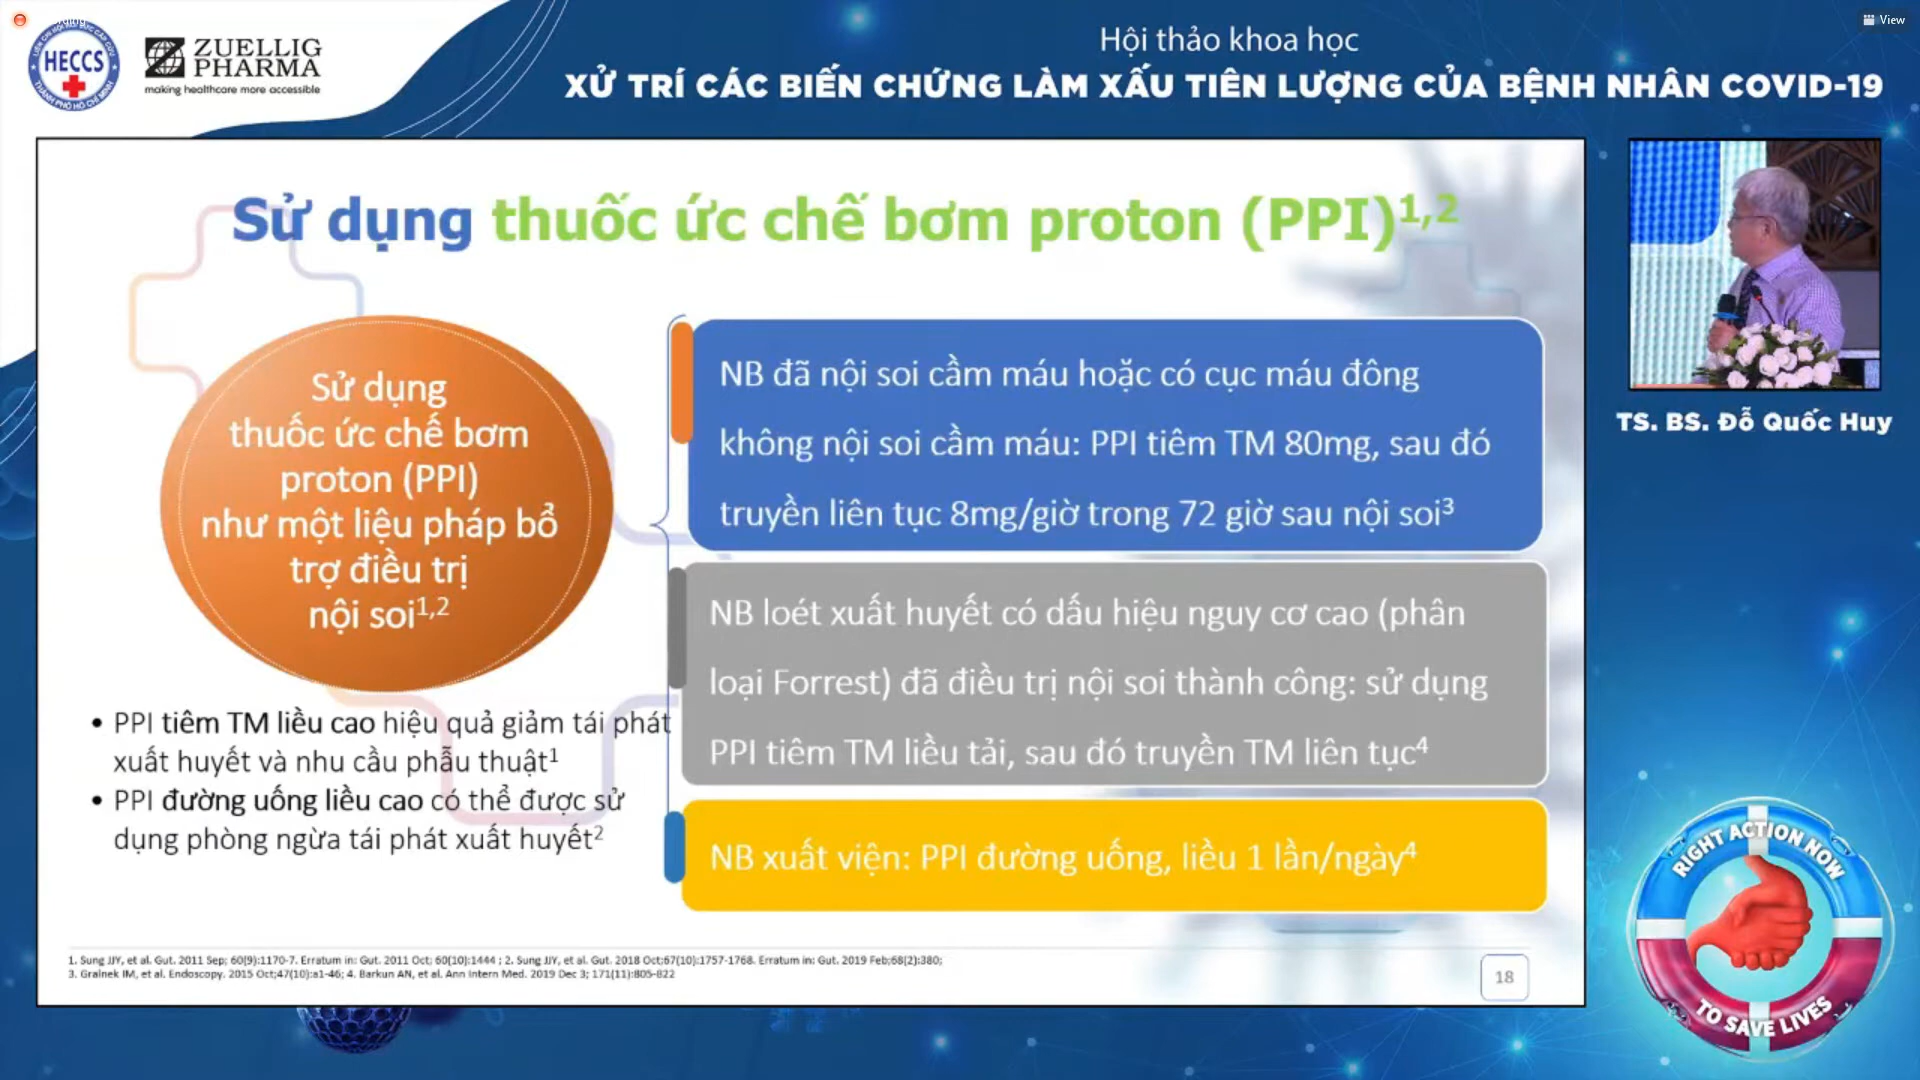 HECCS
THÀNH PHỐ HỒ CHÍ MINH
ZUELLIG
PHARMA
making healthcare more accessible
View
Hội thảo khoa học
XỬ TRÍ CÁC BIẾN CHỨNG LÀM XẤU TIÊN LƯỢNG CỦA BỆNH NHÂN COVID-19
Sử dụng thuốc ức chế bơm proton (PPI)1,2
Sử dụng
thuốc ức chế bơm
proton (PPI)
như một liệu pháp bổ
trợ điều trị
nội soi1,2
• PPI tiêm TM liều cao hiệu quả giảm tái phát
xuất huyết và nhu cầu phẫu thuật1
• PPI đường uống liều cao có thể được sử
dụng phòng ngừa tái phát xuất huyết2
NB đã nội soi cầm máu hoặc có cục máu đông
không nội soi cầm máu: PPI tiêm TM 80mg, sau đó
truyền liên tục 8mg/giờ trong 72 giờ sau nội soi3
NB loét xuất huyết có dấu hiệu nguy cơ cao (phân
loại Forrest) đã điều trị nội soi thành công: sử dụng
PPI tiêm TM liều tải, sau đó truyền TM liên tục4
NB xuất viện: PPI đường uống, liều 1 lần/ngày4
1. Sung JJY, et al. Gut. 2011 Sep; 60(9):1170-7. Erratum in: Gut. 2011 Oct; 60(10):1444 ; 2. Sung JJY, et al. Gut. 2018 Oct;67(10):1757-1768. Erratum in: Gut. 2019 Feb;68(2):380;
3. Gralnek IM, et al. Endoscopy. 2015 Oct;47(10):a1-46; 4. Barkun AN, et al. Ann Intern Med. 2019 Dec 3; 171(11):805-822
18
TS. BS. Đỗ Quốc Huy
RIGHT ACTION NOW
TO SAVE LIVES